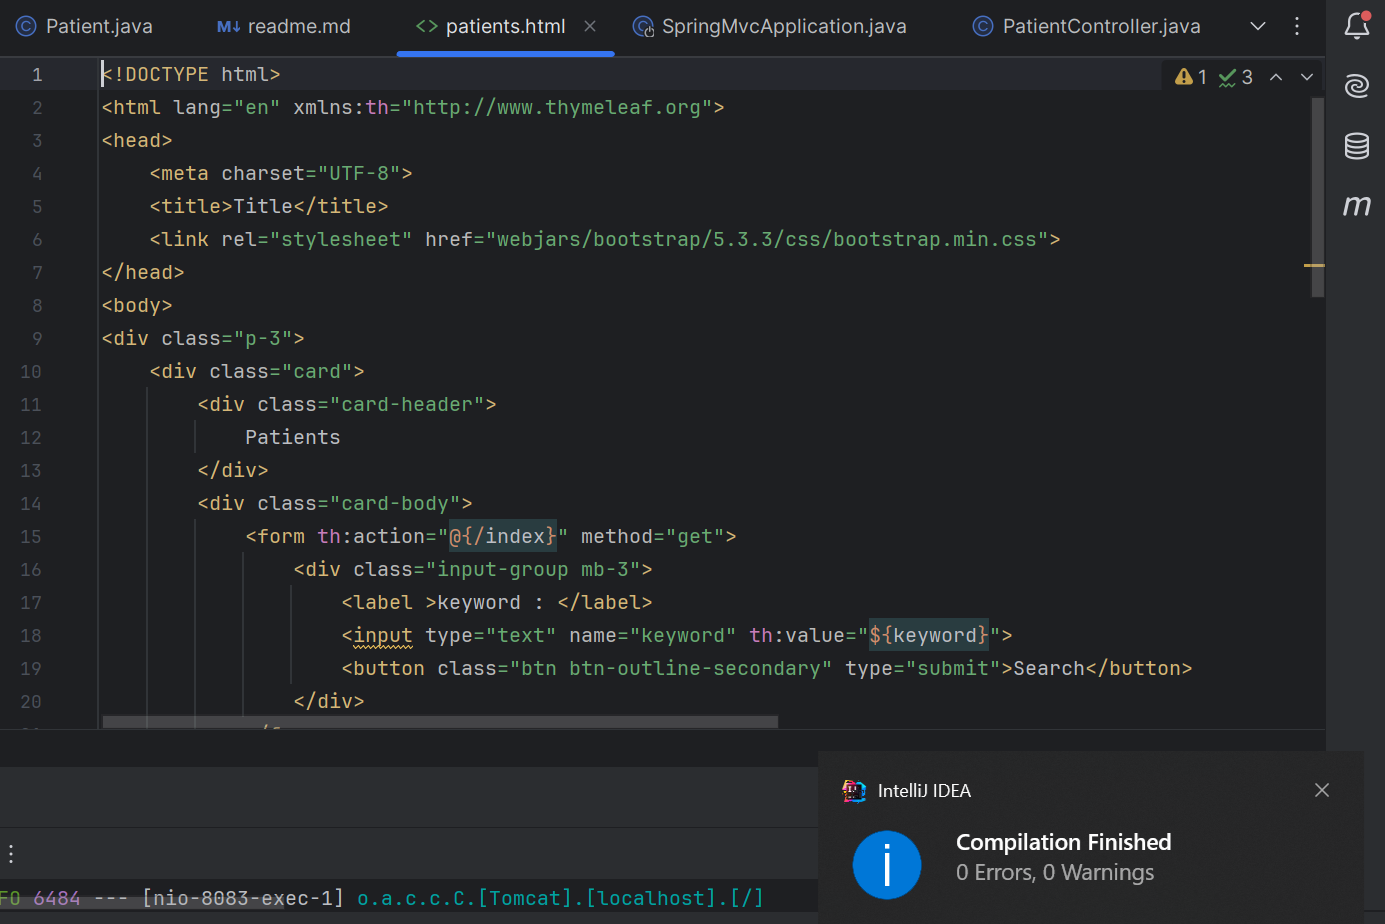 Patient.java readme.md patients.html SpringMvcApplication.java PatientController.java
1 <!DOCTYPE html> 1 3
2 <html lang="en" xmlns:th="http://www.thymeleaf.org">
3 <head>
4 <meta charset="UTF-8">
5 <title>Title</title>
6 <link rel="stylesheet" href="webjars/bootstrap/5.3.3/css/bootstrap.min.css">
7 </head>
8 <body>
9 <div class="p-3">
10 <div class="card">
11 <div class="card-header">
12 Patients
13 </div>
14 <div class="card-body">
15 <form th:action="@{/index}" method="get">
16 <div class="input-group mb-3">
17 <label >keyword : </label>
18 <input type="text" name="keyword" th:value="${keyword}">
19 <button class="btn btn-outline-secondary" type="submit">Search</button>
20 </div>
IntelliJ IDEA
Compilation Finished
0 Errors, 0 Warnings
FO 6484 --- [nio-8083-exec-1] o.a.c.c.C.[Tomcat].[localhost].[/]